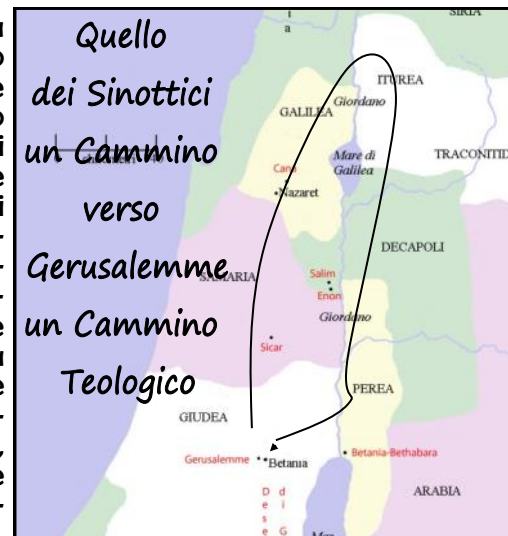 Quello
dei Sinottici
un Cammino
verso
Gerusalemme
un Cammino
Teologico
SIRIA
ITUREA
Giordano
GALILEA
Mare di
Galilea
TRACONITID
Cana
Nazaret
DECAPOLI
SAMARIA
Salim
Enon
Giordano
Sicar
PEREA
GIUDEA
Gerusalemme
Betania
Betania-Bethabara
ARABIA